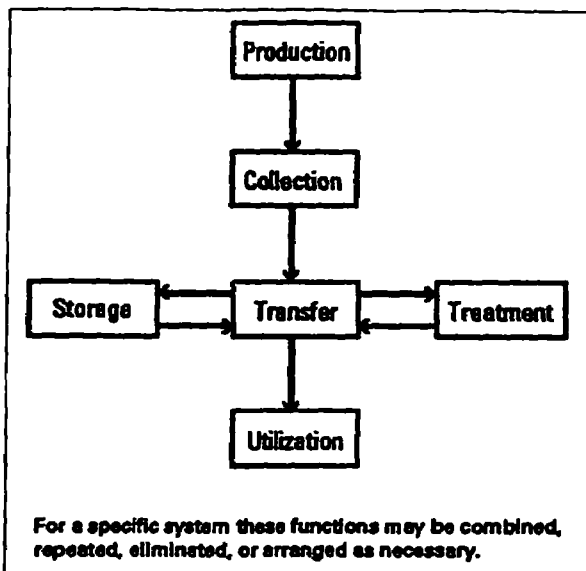 Production
Collection
Storage
Transfer
Treatment
Utilization
For a specific system these functions may be combined,
repeated, eliminated, or arranged as necessary.